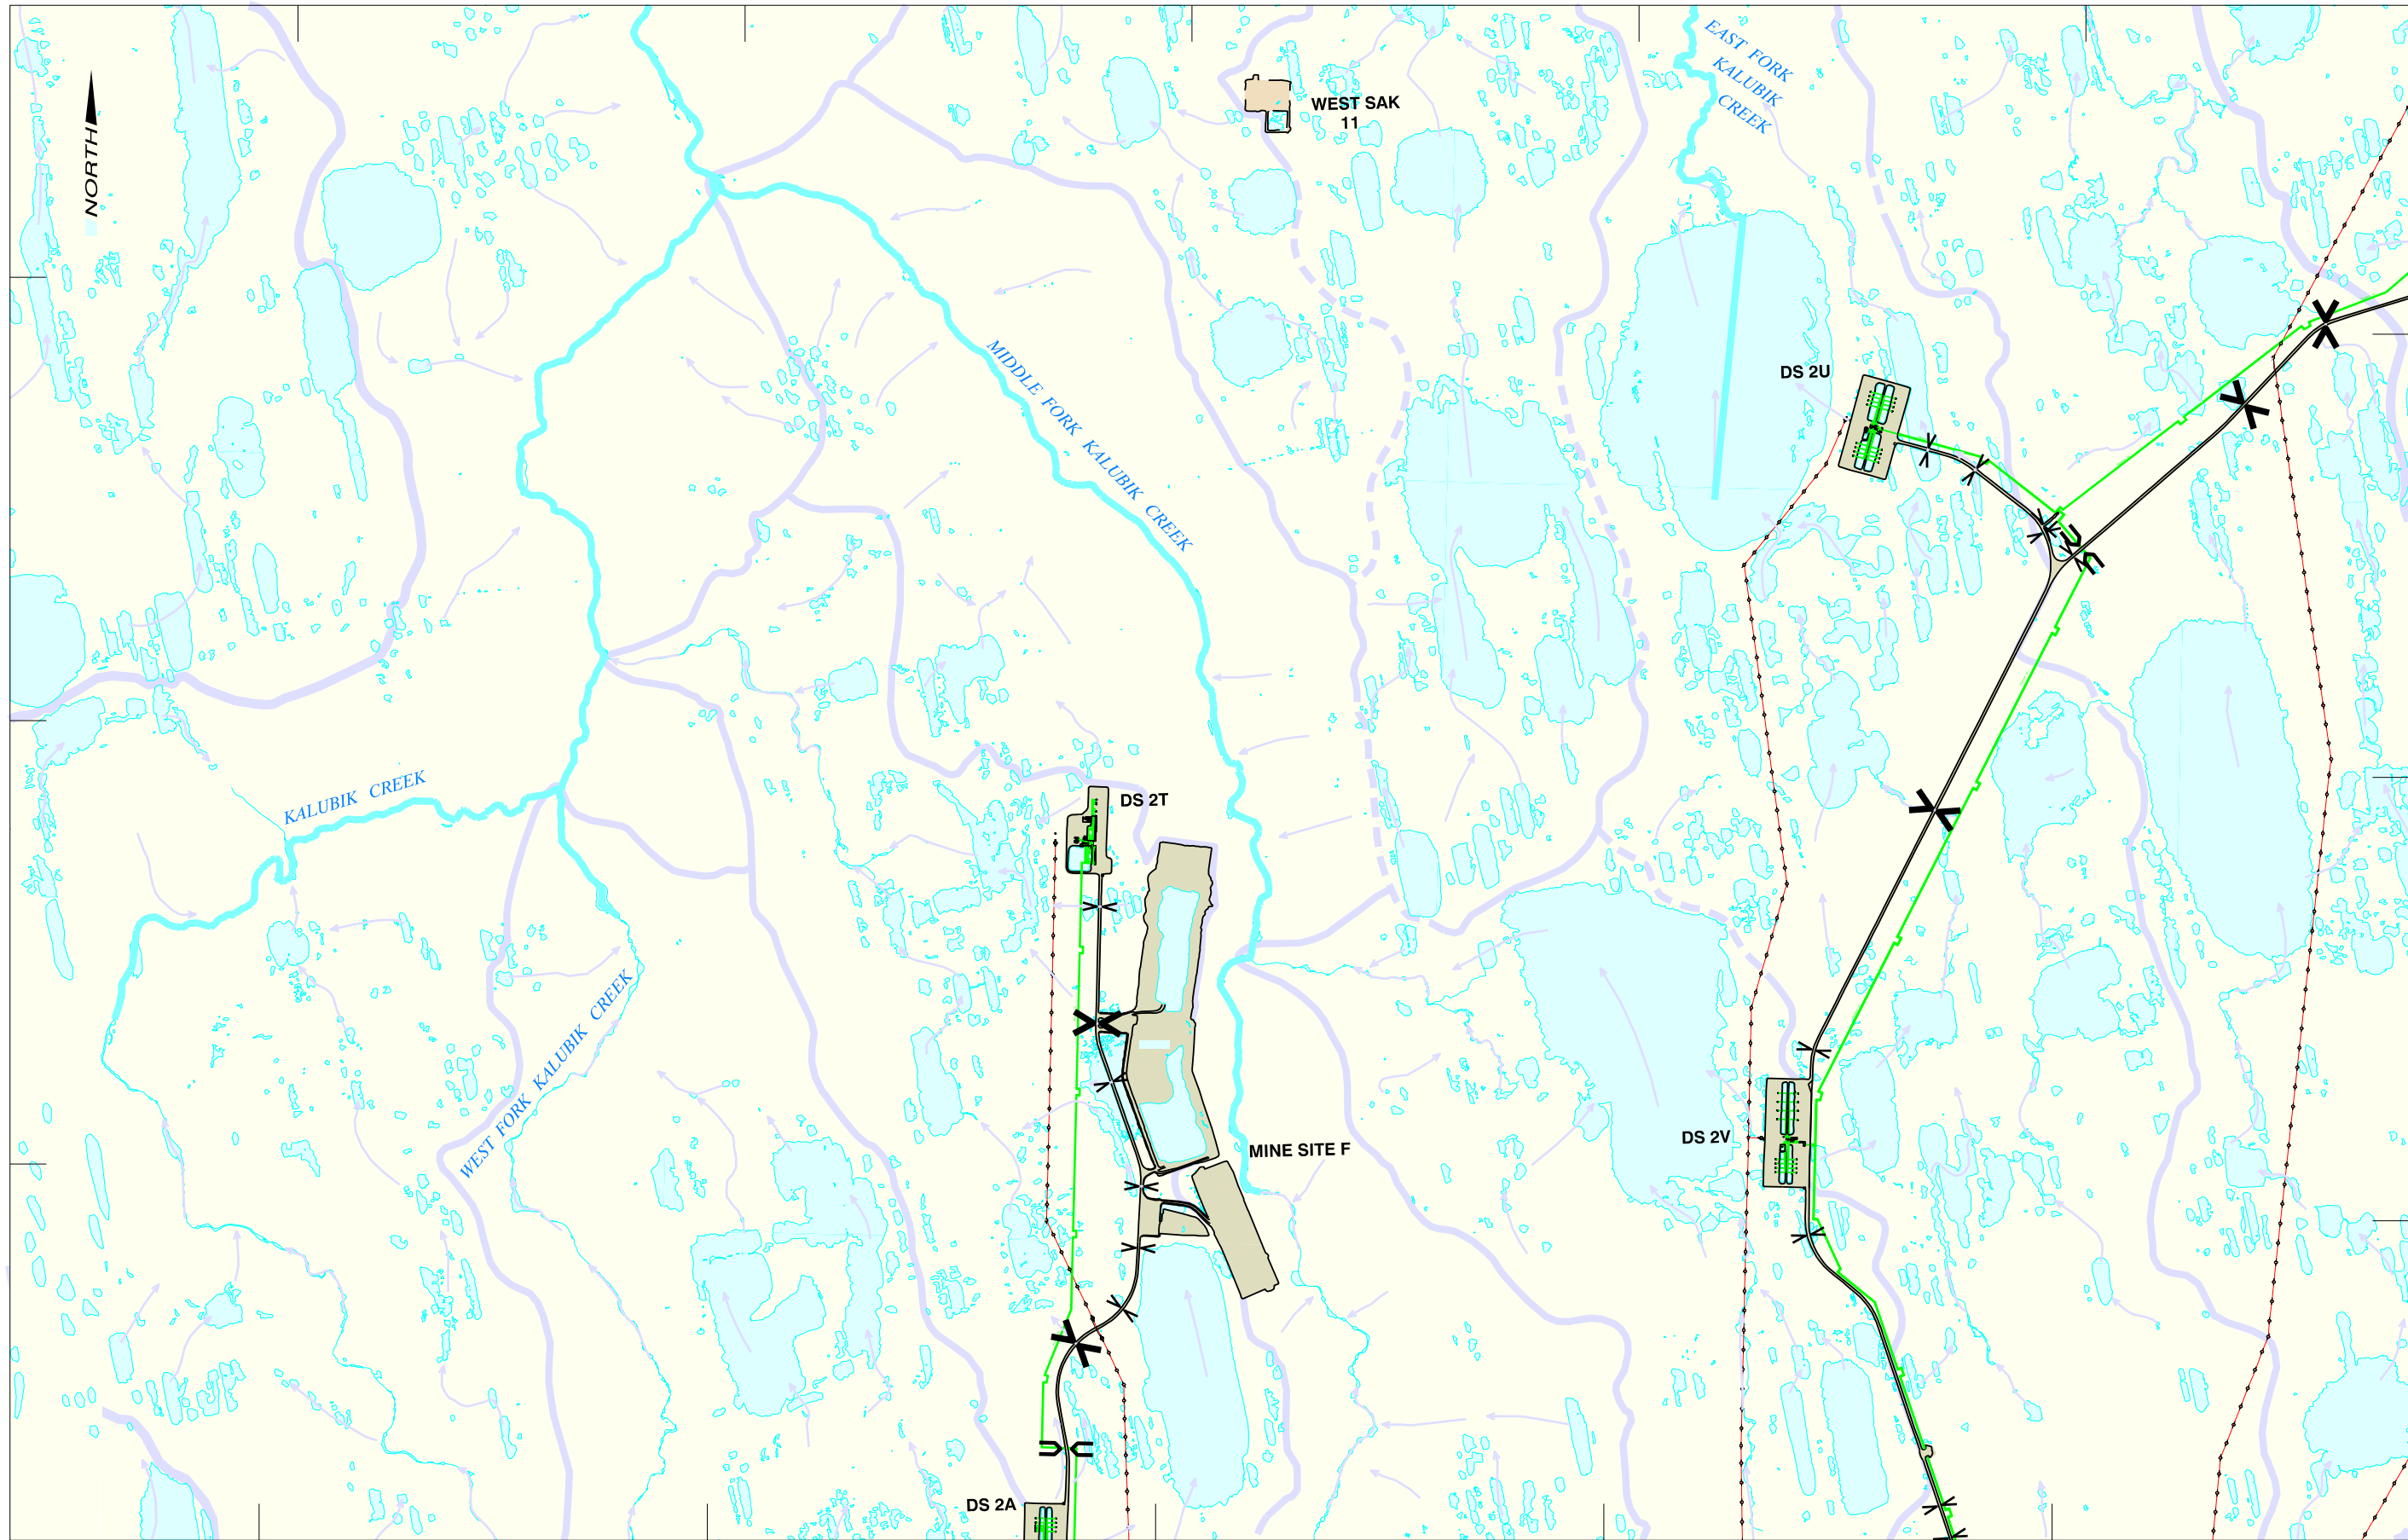 NORTH
WEST SAK
11
EAST FORK
KALUBIK
CREEK
DS 2U
MIDDLE FORK KALUBIK CREEK
KALUBIK CREEK
DS 2T
WEST FORK KALUBIK CREEK
DS 2V
MINE SITE F
DS 2A